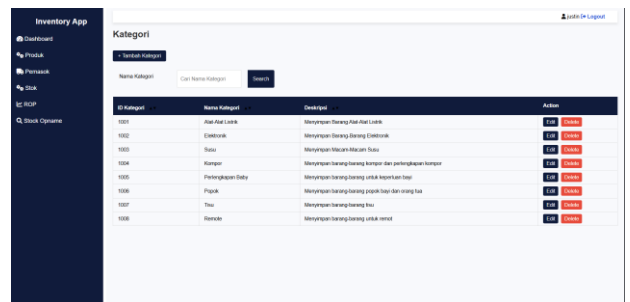 Inventory App
Dashboard
Produk
Pemasok
Stok
ROP
Stock Opname
justin Logout
Kategori
+ Tambah Kategori
Nama Kategori Cari Nama Kategori Search
ID Kategori Nama Kategori Deskripsi Action
1001 Alat-Alat Listrik Menyimpan Barang Alat-Alat Listrik Edit Delete
1002 Elektronik Menyimpan Barang-Barang Elektronik Edit Delete
1003 Susu Menyimpan Macam-Macam Susu Edit Delete
1004 Kompor Menyimpan barang-barang kompor dan perlengkapan kompor Edit Delete
1005 Perlengkapan Baby Menyimpan barang-barang untuk keperluan bayi Edit Delete
1006 Popok Menyimpan barang-barang popok bayi dan orang tua Edit Delete
1007 Tisu Menyimpan barang-barang tisu Edit Delete
1008 Remote Menyimpan barang-barang untuk remot Edit Delete